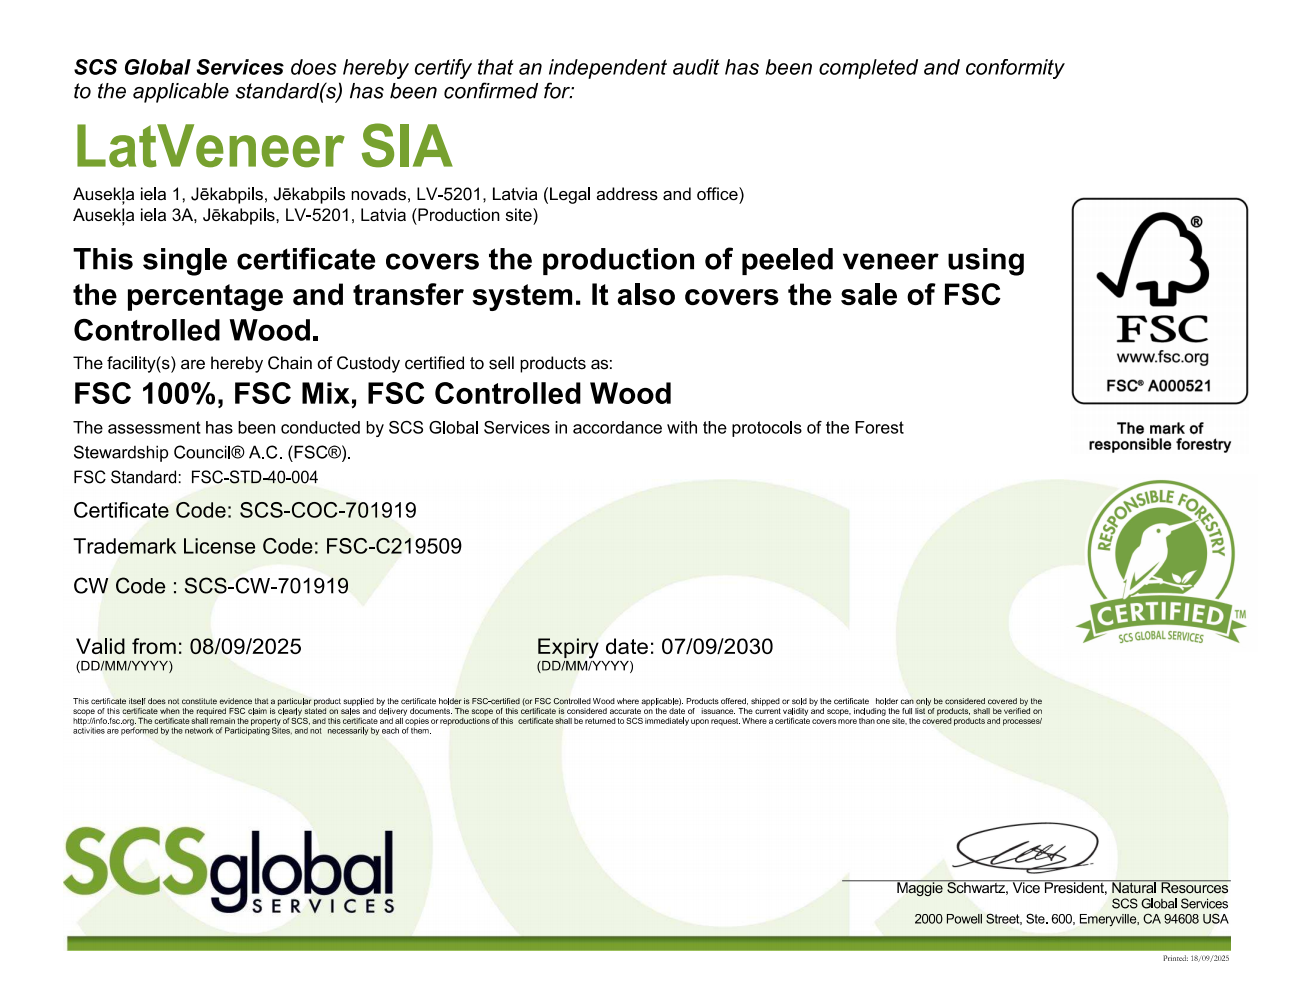 SCS Global Services does hereby certify that an independent audit has been completed and conformity
to the applicable standard(s) has been confirmed for:
LatVeneer SIA
Ausekļa iela 1, Jēkabpils, Jēkabpils novads, LV-5201, Latvia (Legal address and office)
Ausekļa iela 3A, Jēkabpils, LV-5201, Latvia (Production site)
This single certificate covers the production of peeled veneer using
the percentage and transfer system. It also covers the sale of FSC
Controlled Wood.
The facility(s) are hereby Chain of Custody certified to sell products as:
FSC 100%, FSC Mix, FSC Controlled Wood
The assessment has been conducted by SCS Global Services in accordance with the protocols of the Forest
Stewardship Council® A.C. (FSC®).
FSC Standard: FSC-STD-40-004
Certificate Code: SCS-COC-701919
Trademark License Code: FSC-C219509
CW Code : SCS-CW-701919
Valid from: 08/09/2025
(DD/MM/YYYY)
Expiry date: 07/09/2030
(DD/MM/YYYY)
®
FSC
www.fsc.org
FSC® A000521
The mark of
responsible forestry
RESPONSIBLE FORESTRY
CERTIFIED™
SCS GLOBAL SERVICES
This certificate itself does not constitute evidence that a particular product supplied by the certificate holder is FSC-certified (or FSC Controlled Wood where applicable). Products offered, shipped or sold by the certificate holder can only be considered covered by the
scope of this certificate when the required FSC claim is clearly stated on sales and delivery documents. The scope of this certificate is considered accurate on the date of issuance. The current validity and scope, including the full list of products, shall be verified on
http://info.fsc.org. The certificate shall remain the property of SCS, and this certificate and all copies or reproductions of this certificate shall be returned to SCS immediately upon request. Where a certificate covers more than one site, the covered products and processes/
activities are performed by the network of Participating Sites, and not necessarily by each of them.
SCS
SCSglobal
SERVICES
Maggie Schwartz, Vice President, Natural Resources
SCS Global Services
2000 Powell Street, Ste. 600, Emeryville, CA 94608 USA
Printed: 18/09/2025